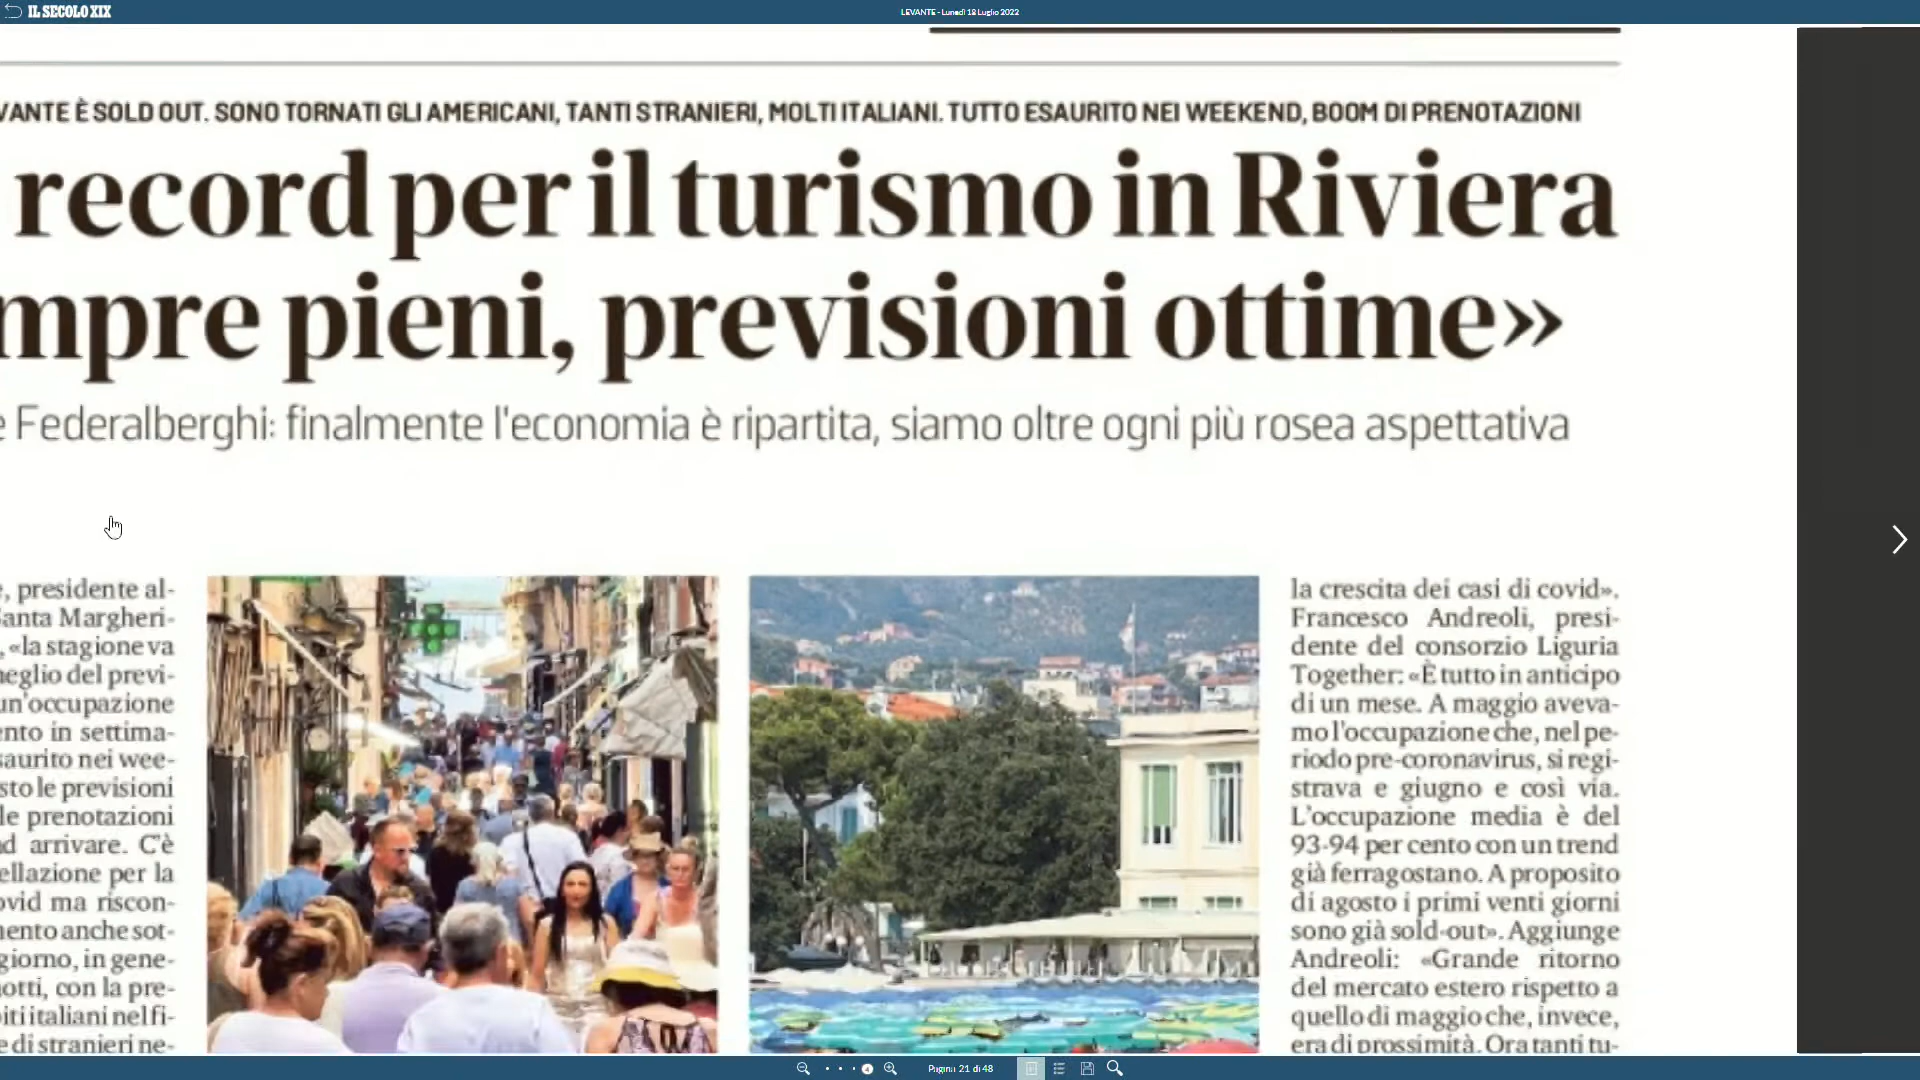 IL SECOLO XIX
LEVANTE - Lunedì 18 Luglio 2022
VANTE È SOLD OUT. SONO TORNATI GLI AMERICANI, TANTI STRANIERI, MOLTI ITALIANI. TUTTO ESAURITO NEI WEEKEND, BOOM DI PRENOTAZIONI
record per il turismo in Riviera
mpre pieni, previsioni ottime»
e Federalberghi: finalmente l'economia è ripartita, siamo oltre ogni più rosea aspettativa
e, presidente al-
Santa Margheri-
, «la stagione va
meglio del previ-
un'occupazione
ento in settima-
saurito nei wee-
sto le previsioni
le prenotazioni
ad arrivare. C'è
ellazione per la
ovid ma riscon-
mento anche sot-
giorno, in gene-
notti, con la pre-
piti italiani nel fi-
e di stranieri ne-
la crescita dei casi di covid».
Francesco Andreoli, presi-
dente del consorzio Liguria
Together: «È tutto in anticipo
di un mese. A maggio aveva-
mo l'occupazione che, nel pe-
riodo pre-coronavirus, si regi-
strava e giugno e così via.
L'occupazione media è del
93-94 per cento con un trend
già ferragostano. A proposito
di agosto i primi venti giorni
sono già sold-out». Aggiunge
Andreoli: «Grande ritorno
del mercato estero rispetto a
quello di maggio che, invece,
era di prossimità. Ora tanti tu-
4
Pagina 21 di 48